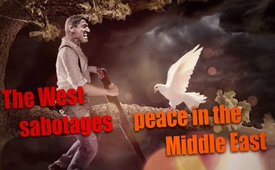 The West
sabotages
peace in the
Middle East